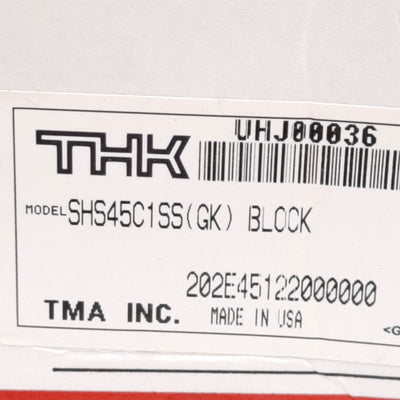 UHJ00036
THK
MODEL SHS45C1SS(GK) BLOCK
202E45122000000
TMA INC. MADE IN USA
<G